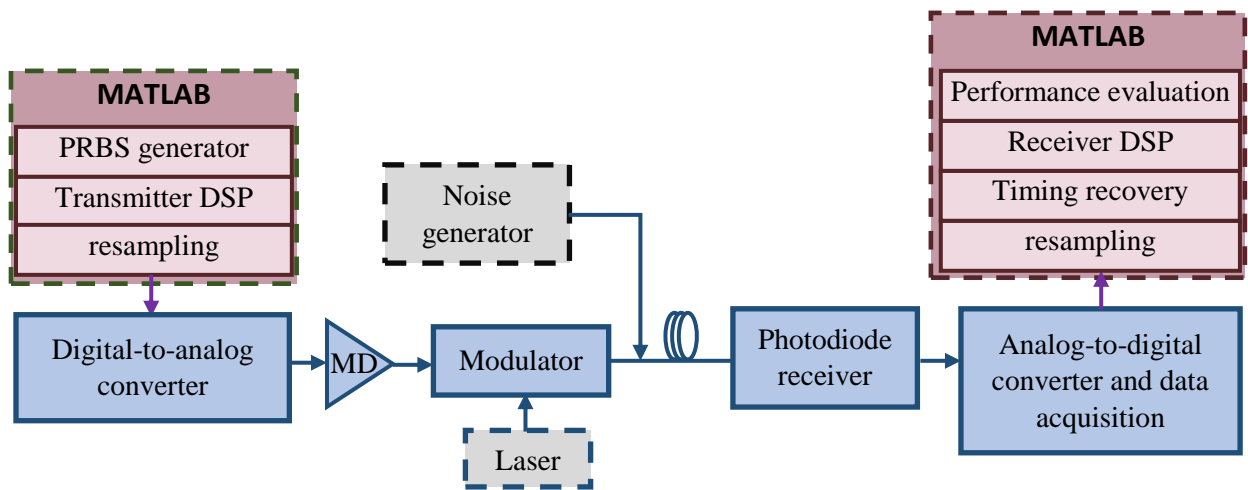 MATLAB
PRBS generator
Transmitter DSP
resampling
Digital-to-analog
converter
MD
Noise
generator
Modulator
Laser
Photodiode
receiver
MATLAB
Performance evaluation
Receiver DSP
Timing recovery
resampling
Analog-to-digital
converter and data
acquisition